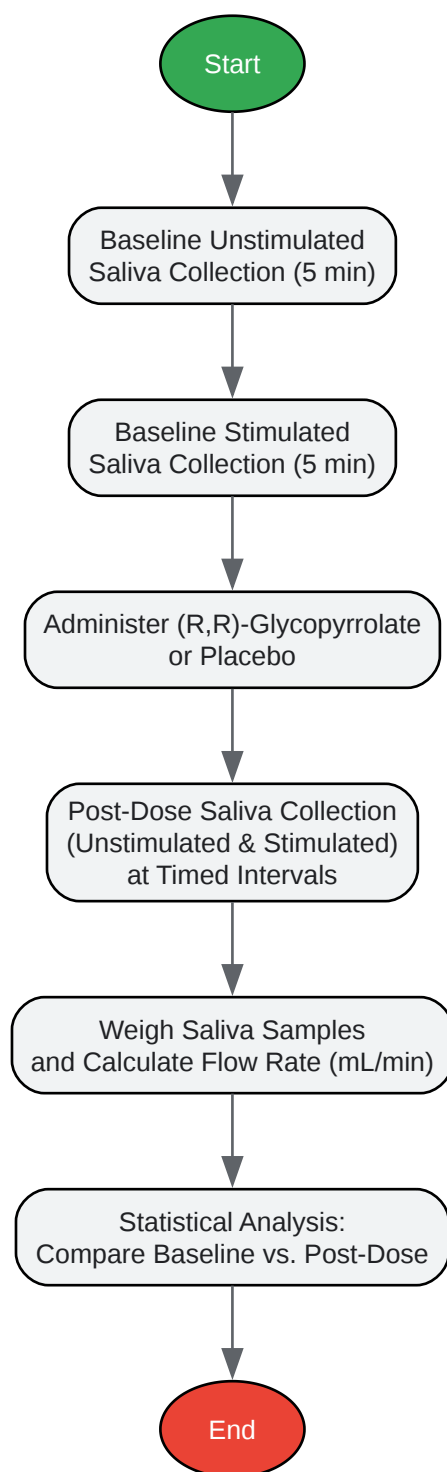 Start
Baseline Unstimulated
Saliva Collection (5 min)
Baseline Stimulated
Saliva Collection (5 min)
Administer (R,R)-Glycopyrrolate
or Placebo
Post-Dose Saliva Collection
(Unstimulated & Stimulated)
at Timed Intervals
Weigh Saliva Samples
and Calculate Flow Rate (mL/min)
Statistical Analysis:
Compare Baseline vs. Post-Dose
End